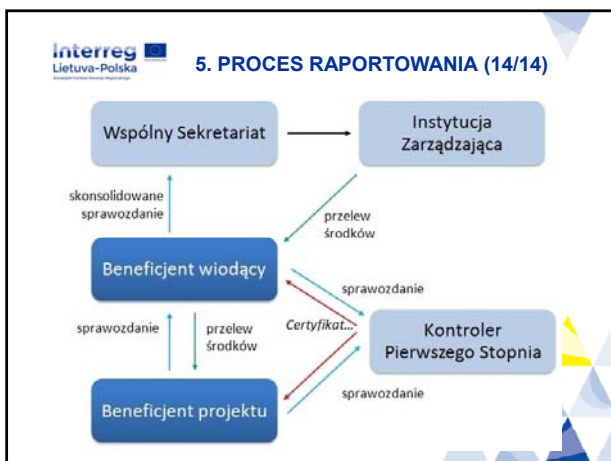 Interreg
Lietuva-Polska
5. PROCES RAPORTOWANIA (14/14)
Wspólny Sekretariat
Instytucja
Zarządzająca
skonsolidowane
sprawozdanie
przelew
środków
Beneficjent wiodący
sprawozdanie
sprawozdanie
przelew
środków
Certyfikat...
Kontroler
Pierwszego Stopnia
sprawozdanie
Beneficjent projektu